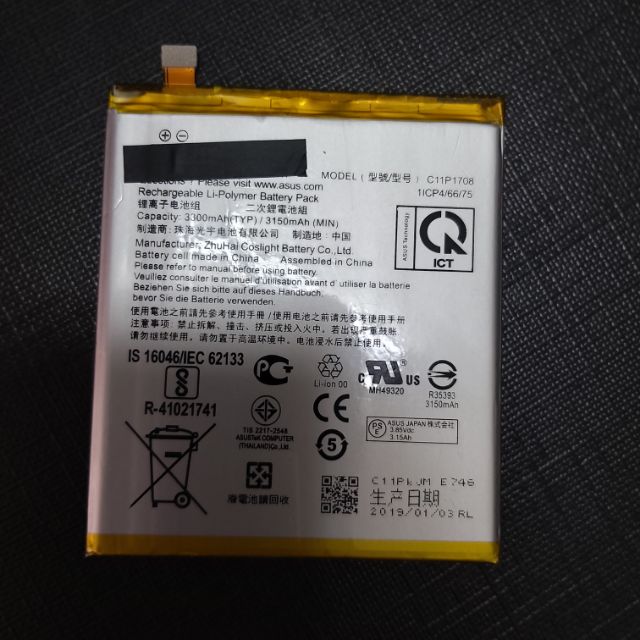 MODEL (型號/型号): C11P1708
Please visit www.asus.com
1ICP4/66/75
Rechargeable Li-Polymer Battery Pack
锂离子电池组 二次鋰電池組
Capacity: 3300mAh(TYP) / 3150mAh (MIN)
制造商: 珠海光宇电池有限公司 制造地: 中国
Manufacturer: ZhuHai Coslight Battery Co., Ltd.
Battery cell made in China Assembled in China
Please refer to manual before using battery
Veuillez consulter le manuel d'utilisation avant d' utiliser la batterie
Beziehen Sie sich bitte auf dieses Handbuch,
bevor Sie die Batterie verwenden.
使用電池之前請先參考使用手冊/使用电池之前请先参考使用手册
注意事项: 禁止拆解、撞击、挤压或投入火中。若出现严重鼓胀,
请勿继续使用。请勿置于高温环境中。电池浸水后禁止使用!
ASUS Technology
ICT
IS 16046/IEC 62133
R-41021741
TIS 2217-2548
ASUSTeK COMPUTER
(THAILAND)Co., Ltd.
Li-ion 00
CE
5
c UL us
MH49320
R35393
3150mAh
PS
E
ASUS JAPAN 株式会社
3.85Vdc
3.15Ah
廢電池請回收
E746
生产日期
2019/01/03 RL